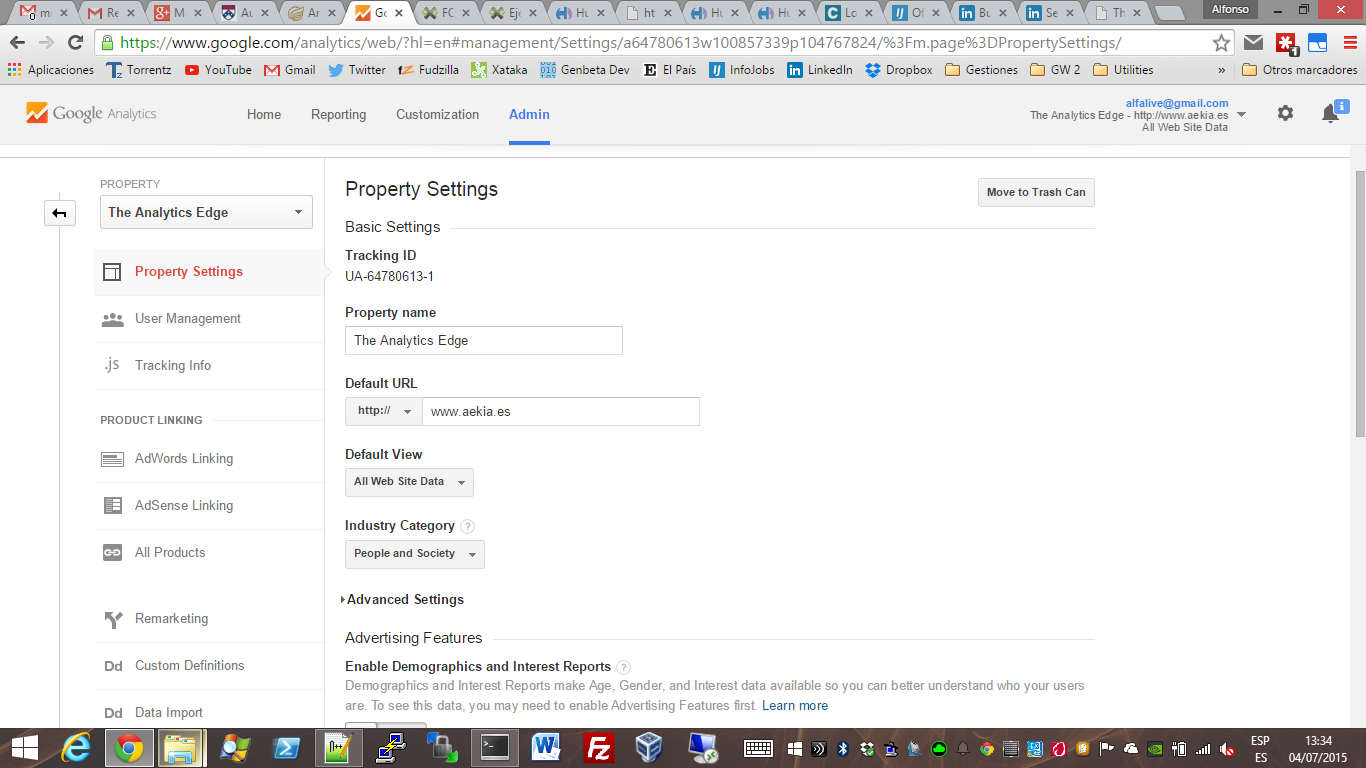 mi
Re
M
Au
Ar
Go
FC
Eje
Hu
ht
Hu
Hu
Lo
Of
Bu
Se
Th
Alfonso
https://www.google.com/analytics/web/?hl=en#management/Settings/a64780613w100857339p104767824/%3Fm.page%3DPropertySettings/
1
Aplicaciones
Torrentz
YouTube
Gmail
Twitter
Fudzilla
Xataka
Genbeta Dev
El País
InfoJobs
LinkedIn
Dropbox
Gestiones
GW 2
Utilities
»
Otros marcadores
Google Analytics
Home
Reporting
Customization
Admin
alfalive@gmail.com
The Analytics Edge - http://www.aekia.es
All Web Site Data
PROPERTY
The Analytics Edge
Property Settings
User Management
.js Tracking Info
PRODUCT LINKING
AdWords Linking
AdSense Linking
All Products
Remarketing
Dd Custom Definitions
Dd Data Import
Property Settings
Move to Trash Can
Basic Settings
Tracking ID
UA-64780613-1
Property name
The Analytics Edge
Default URL
http:// www.aekia.es
Default View
All Web Site Data
Industry Category ?
People and Society
Advanced Settings
Advertising Features
Enable Demographics and Interest Reports ?
Demographics and Interest Reports make Age, Gender, and Interest data available so you can better understand who your users
are. To see this data, you may need to enable Advertising Features first. Learn more
ESP
ES
13:34
04/07/2015